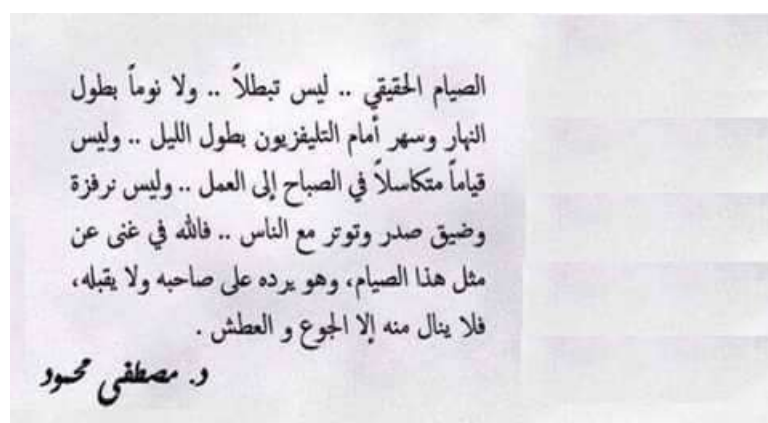 الصيام الحقيقي .. ليس تبطلاً .. ولا نوماً بطول
النهار وسهر أمام التليفزيون بطول الليل .. وليس
قياماً متكاسلاً في الصباح إلى العمل .. وليس نرفزة
وضيق صدر وتوتر مع الناس .. فالله في غنى عن
مثل هذا الصيام، وهو يرده على صاحبه ولا يقبله،
فلا ينال منه إلا الجوع و العطش .
د. مصطفى محمود